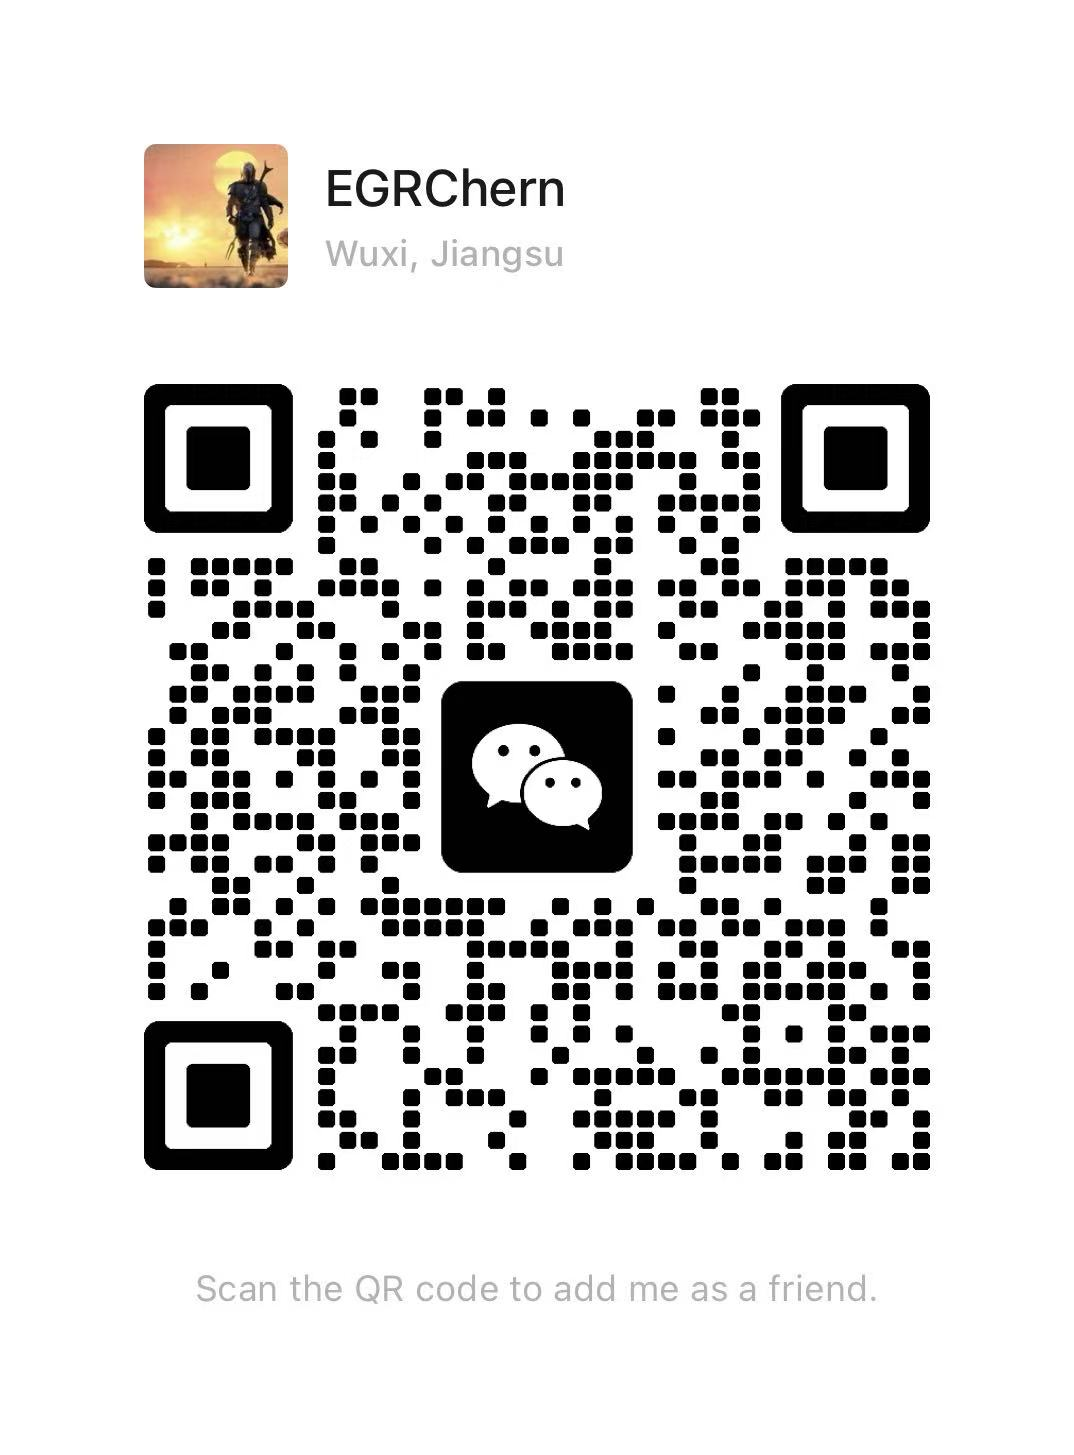 EGRChern
Wuxi, Jiangsu
Scan the QR code to add me as a friend.